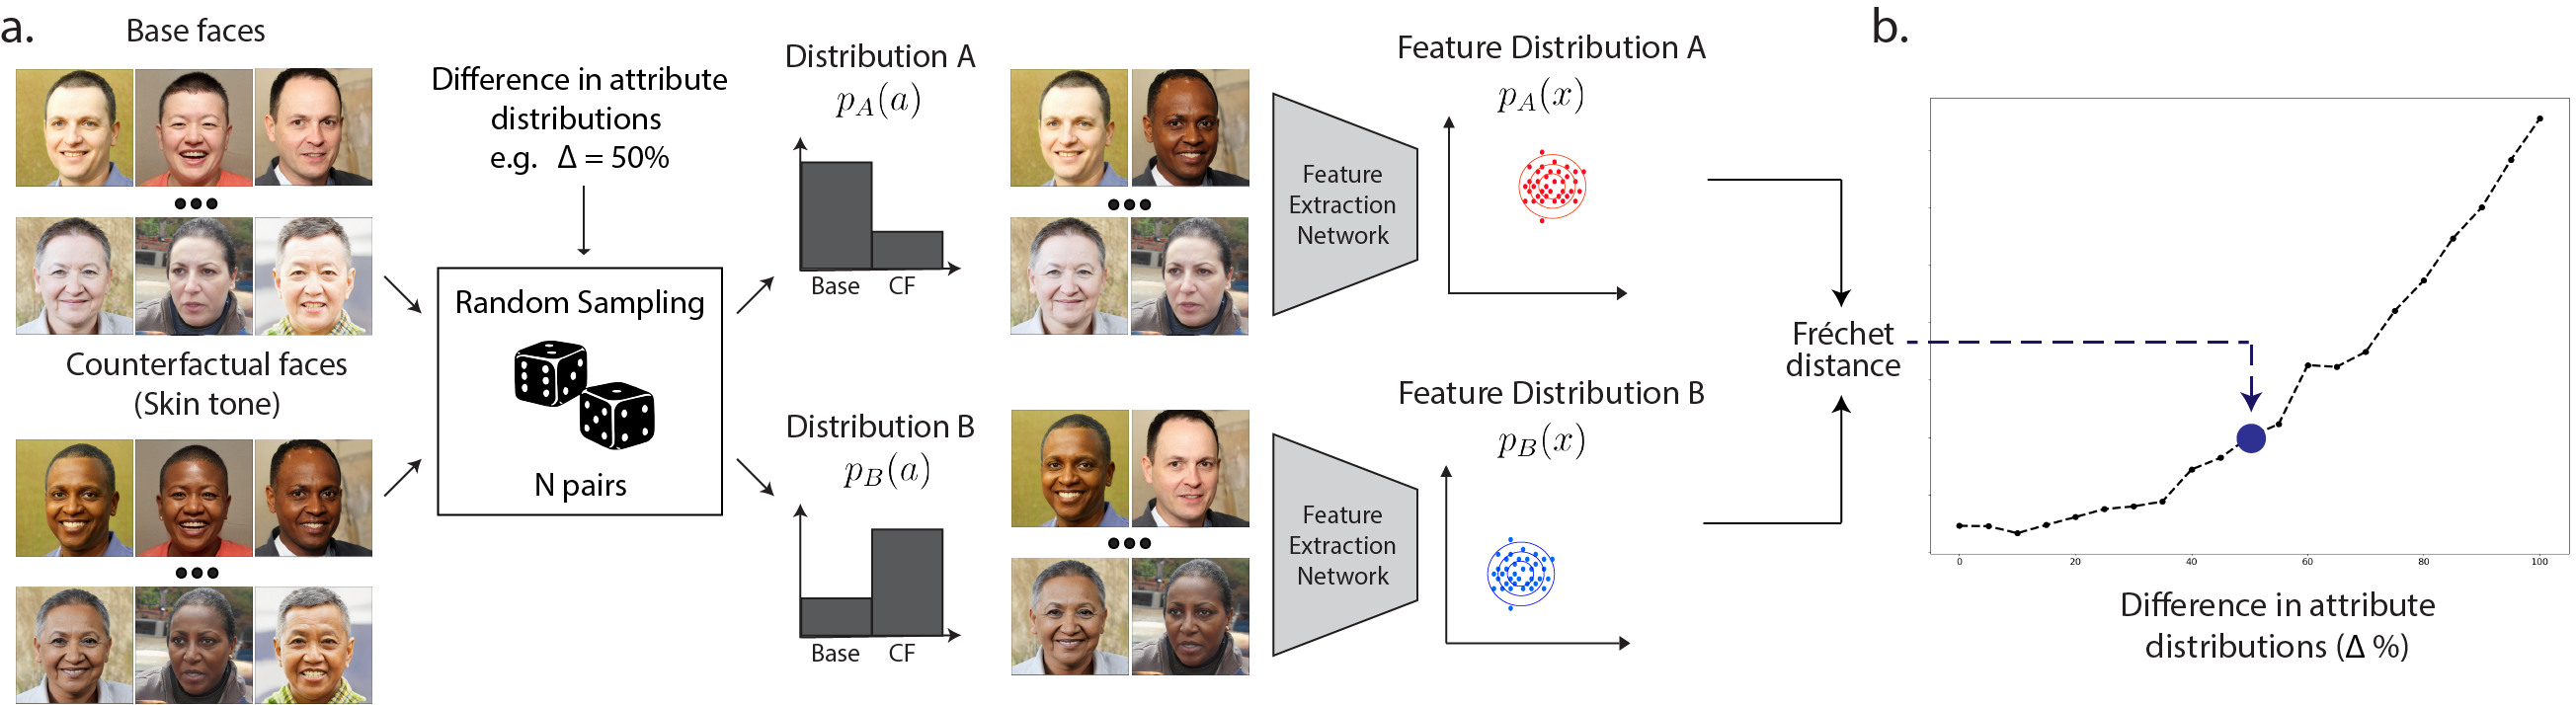 a.
Base faces
Counterfactual faces
(Skin tone)
Difference in attribute
distributions
e.g. Δ = 50%
Random Sampling
N pairs
Distribution A
p_A(a)
Base CF
Distribution B
p_B(a)
Base CF
Feature
Extraction
Network
Feature
Extraction
Network
Feature Distribution A
p_A(x)
Feature Distribution B
p_B(x)
Fréchet
distance
b.
0 20 40 60 80 100
Difference in attribute
distributions (Δ %)